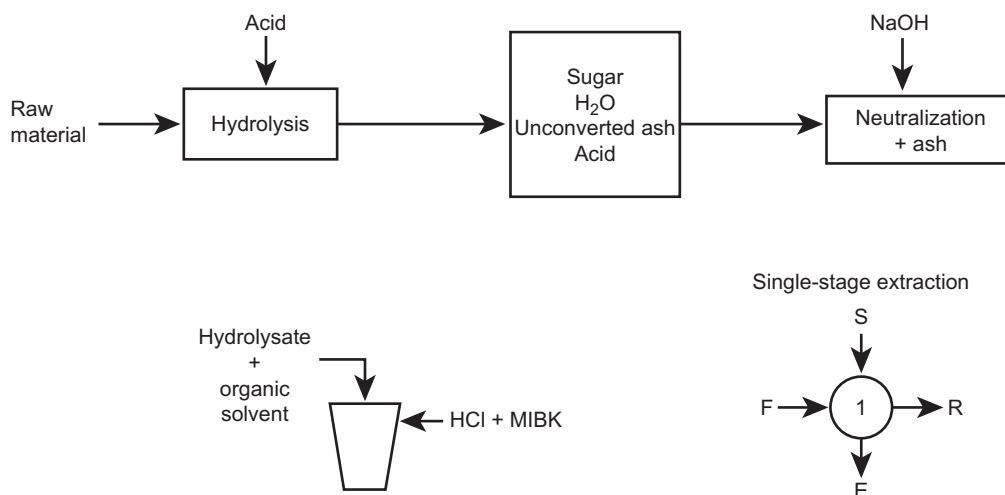 Acid
NaOH
Raw
material
Hydrolysis
Sugar
H₂O
Unconverted ash
Acid
Neutralization
+ ash
Single-stage extraction
S
Hydrolysate
+
organic
solvent
HCl + MIBK
F
1
R
E